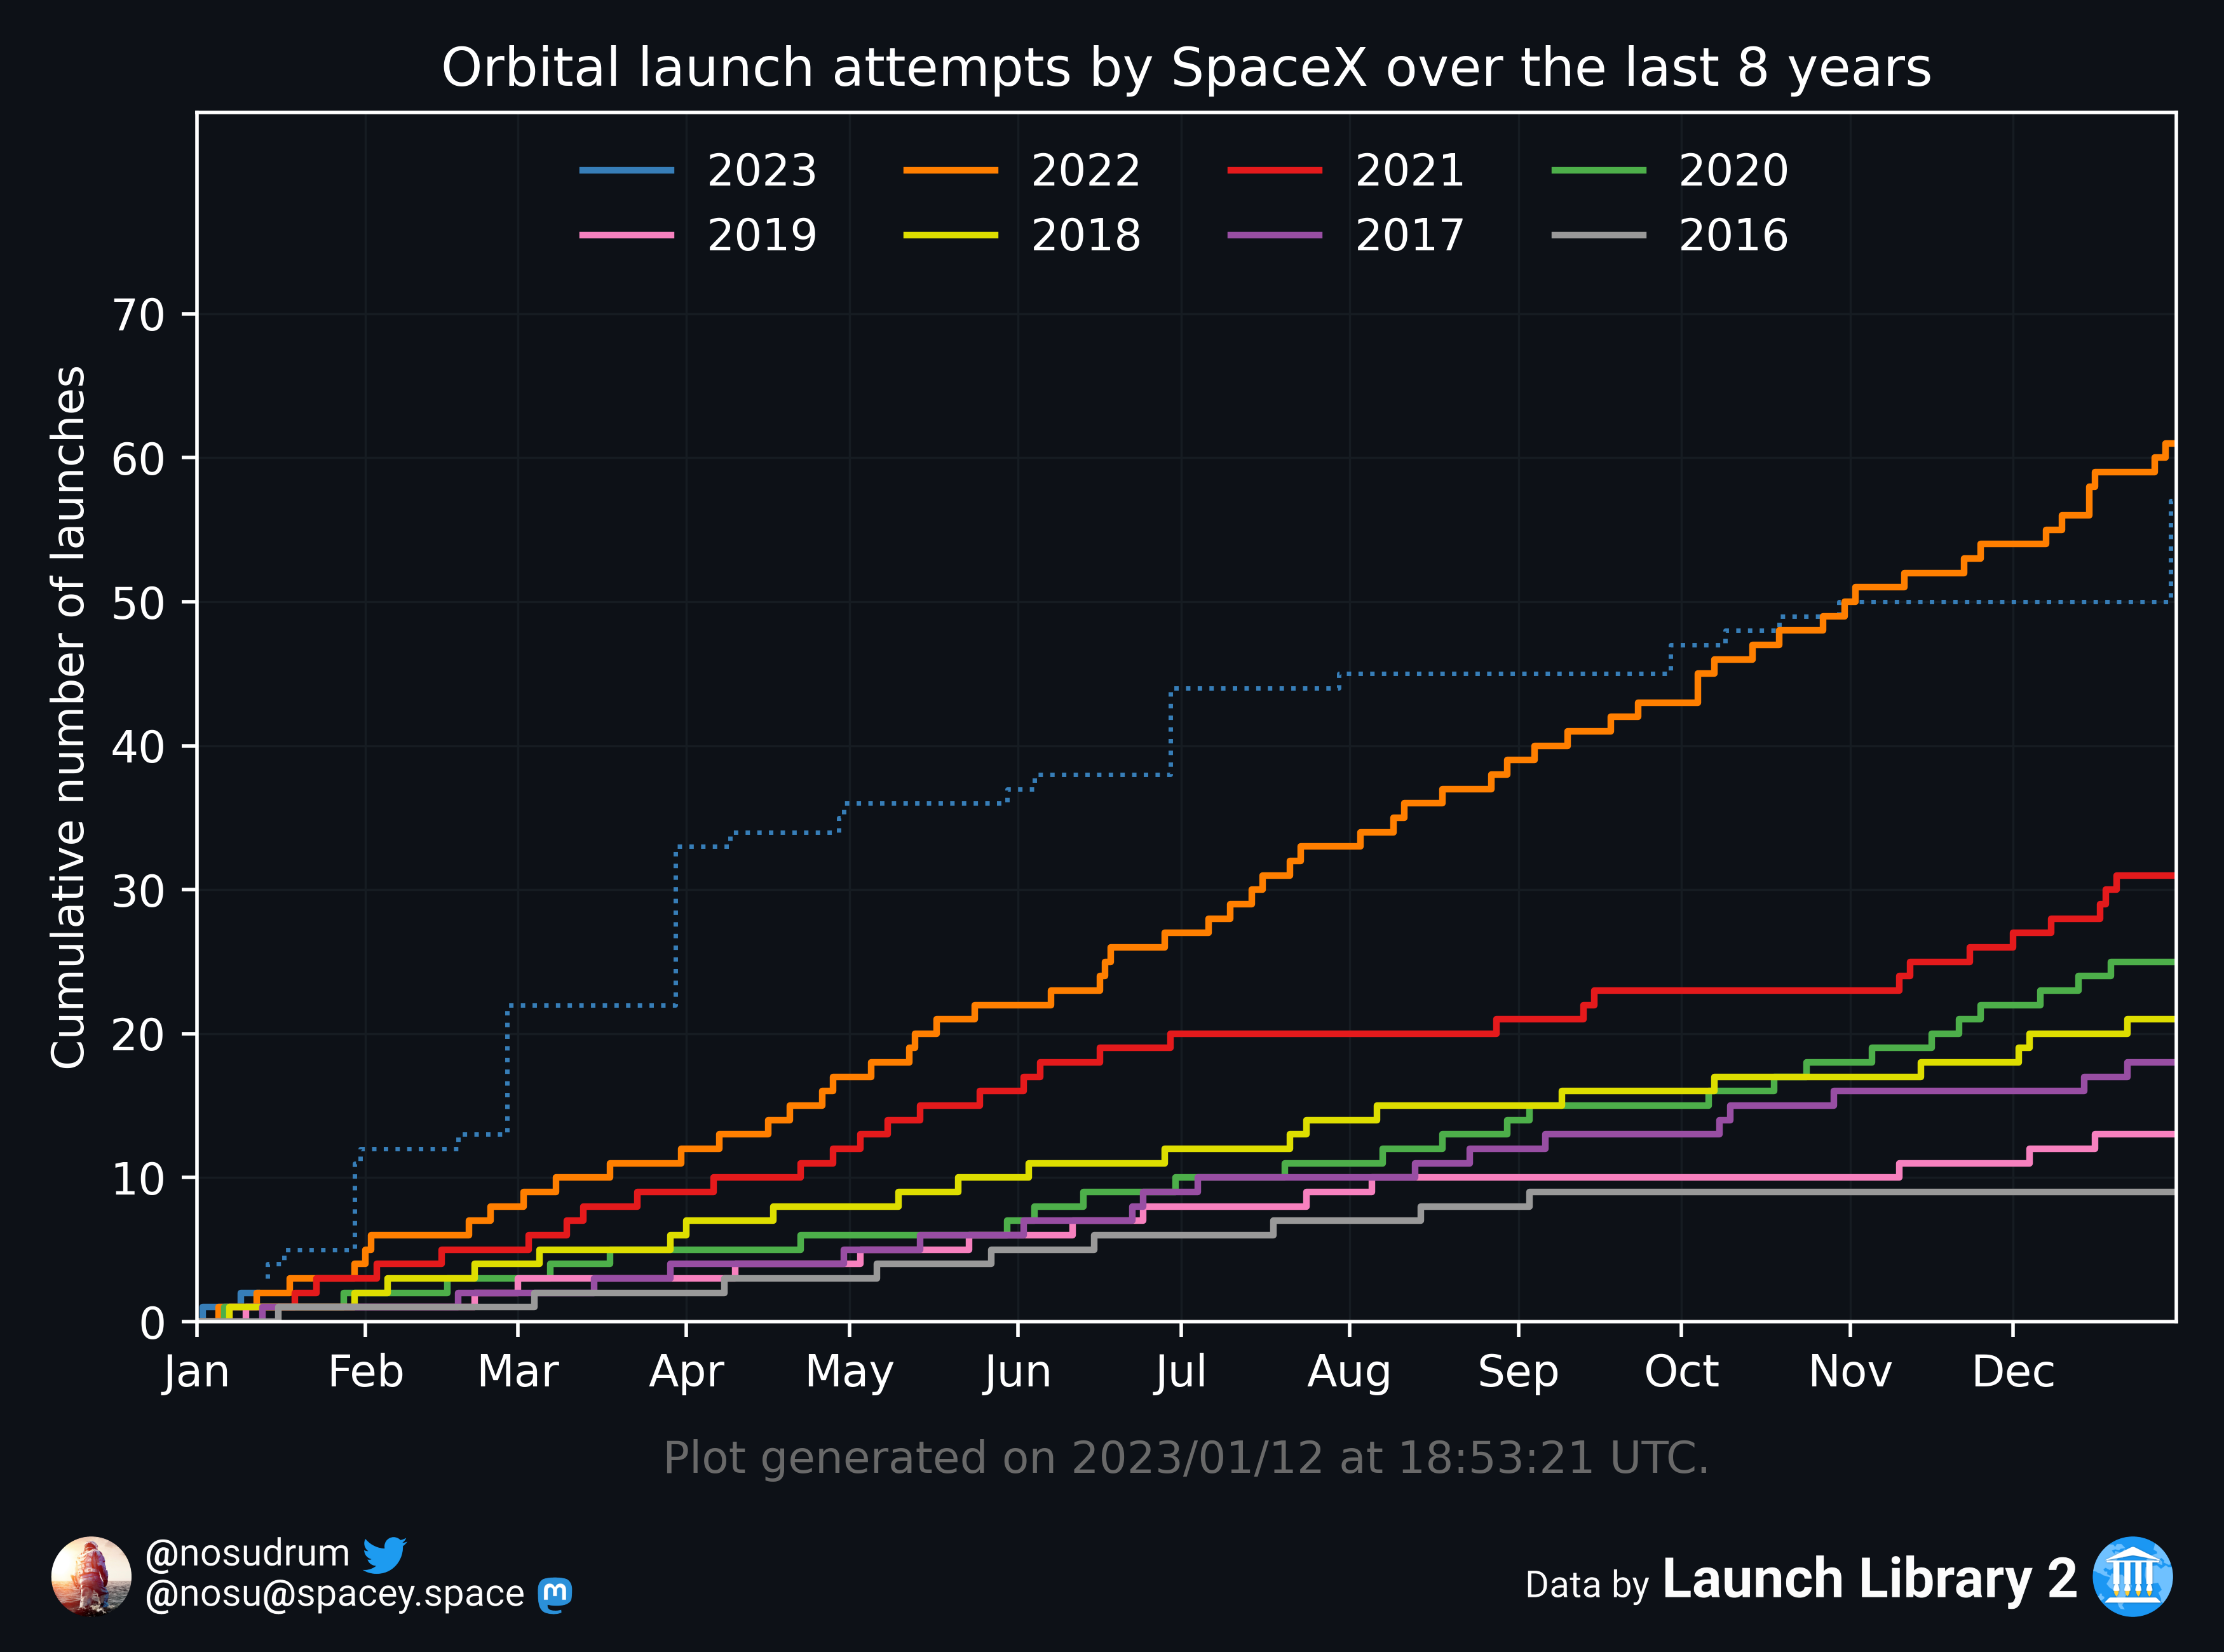 Orbital launch attempts by SpaceX over the last 8 years
2023 2022 2021 2020
2019 2018 2017 2016
Cumulative number of launches
70
60
50
40
30
20
10
0
Jan Feb Mar Apr May Jun Jul Aug Sep Oct Nov Dec
Plot generated on 2023/01/12 at 18:53:21 UTC.
@nosudrum
@nosu@spacey.space
Data by Launch Library 2